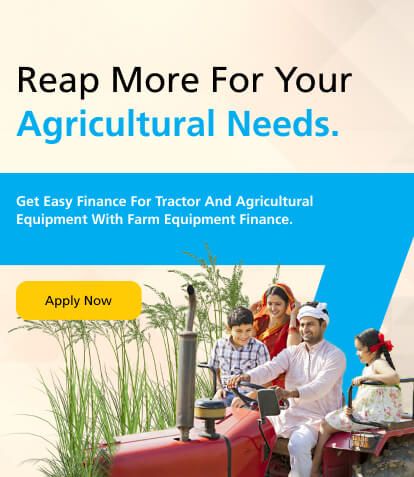 Reap More For Your
Agricultural Needs.
Get Easy Finance For Tractor And Agricultural
Equipment With Farm Equipment Finance.
Apply Now